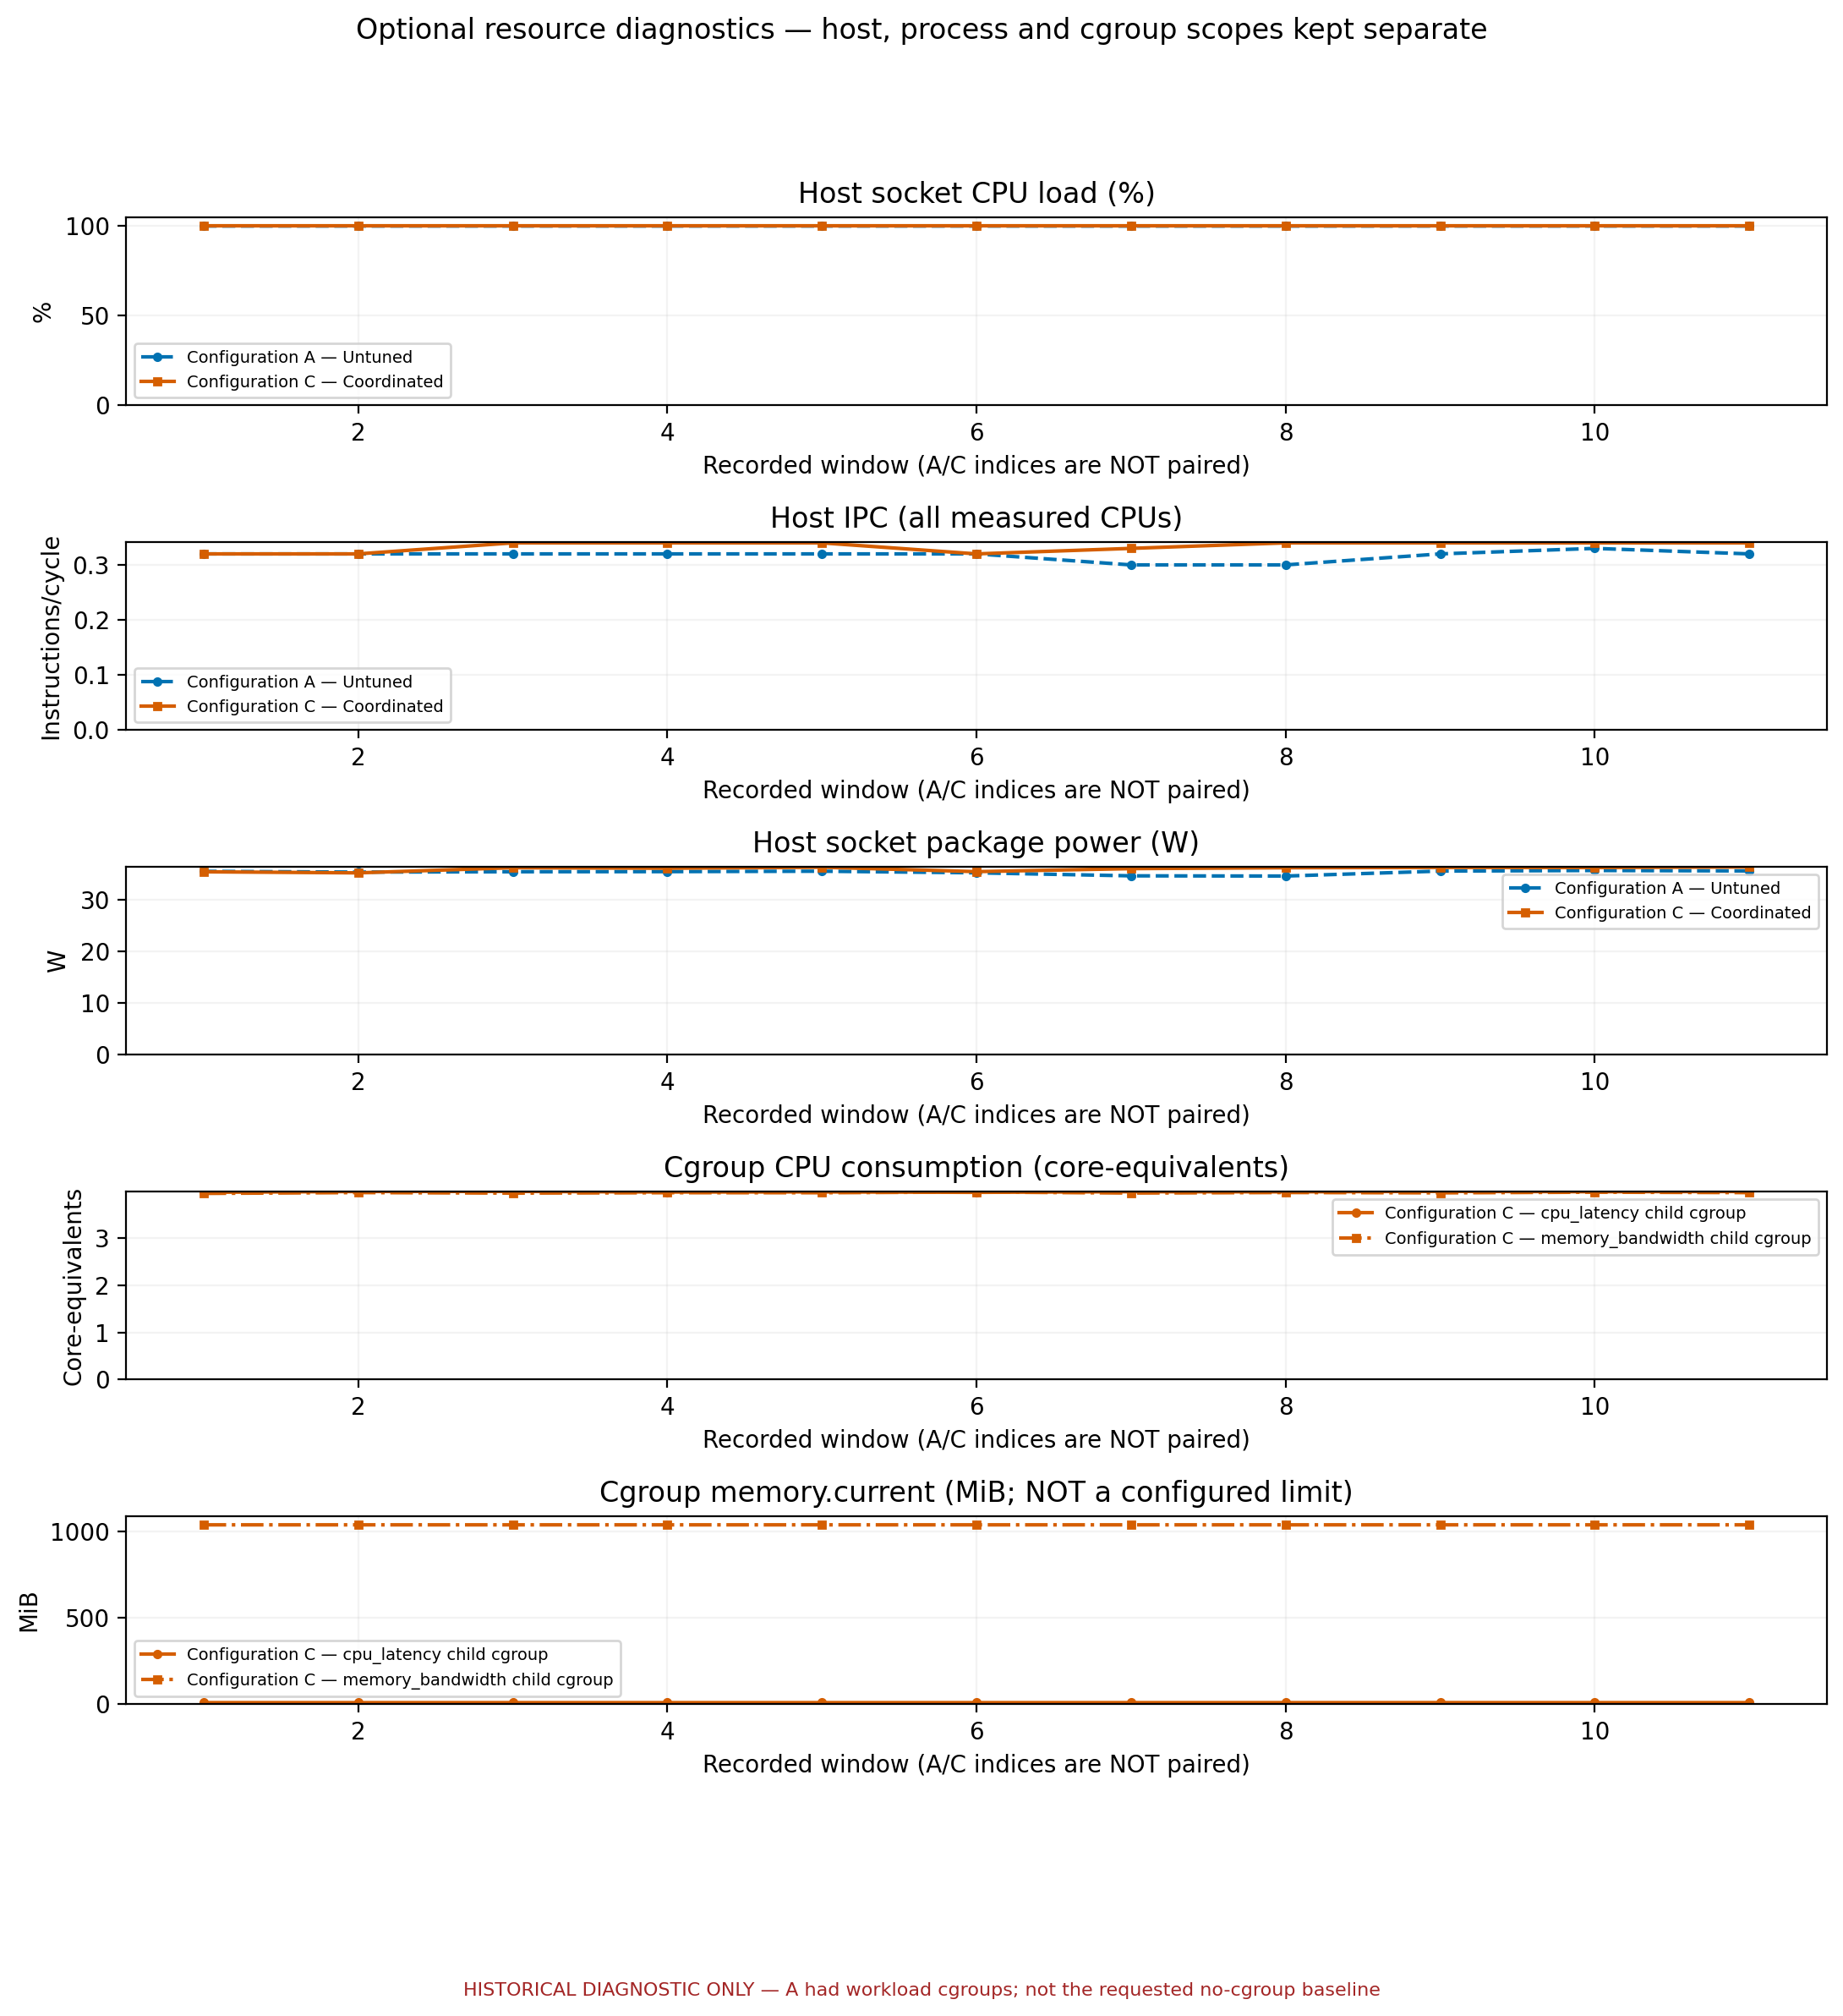 Optional resource diagnostics — host, process and cgroup scopes kept separate
Host socket CPU load (%)
100
50
0
%
Configuration A — Untuned
Configuration C — Coordinated
2 4 6 8 10
Recorded window (A/C indices are NOT paired)
Host IPC (all measured CPUs)
0.3
0.2
0.1
0.0
Instructions/cycle
Configuration A — Untuned
Configuration C — Coordinated
2 4 6 8 10
Recorded window (A/C indices are NOT paired)
Host socket package power (W)
30
20
10
0
W
Configuration A — Untuned
Configuration C — Coordinated
2 4 6 8 10
Recorded window (A/C indices are NOT paired)
Cgroup CPU consumption (core-equivalents)
3
2
1
0
Core-equivalents
Configuration C — cpu_latency child cgroup
Configuration C — memory_bandwidth child cgroup
2 4 6 8 10
Recorded window (A/C indices are NOT paired)
Cgroup memory.current (MiB; NOT a configured limit)
1000
500
0
MiB
Configuration C — cpu_latency child cgroup
Configuration C — memory_bandwidth child cgroup
2 4 6 8 10
Recorded window (A/C indices are NOT paired)
HISTORICAL DIAGNOSTIC ONLY — A had workload cgroups; not the requested no-cgroup baseline